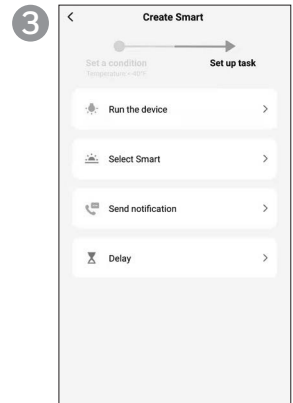 3
Create Smart
Set a condition
Set up task
Temperature:<40°F
Run the device
Select Smart
Send notification
Delay